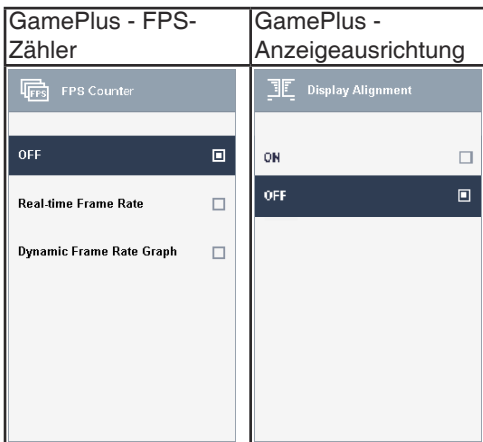 GamePlus - FPS-
Zähler
GamePlus -
Anzeigeausrichtung
FPS
FPS Counter
OFF
Real-time Frame Rate
Dynamic Frame Rate Graph
Display Alignment
ON
OFF